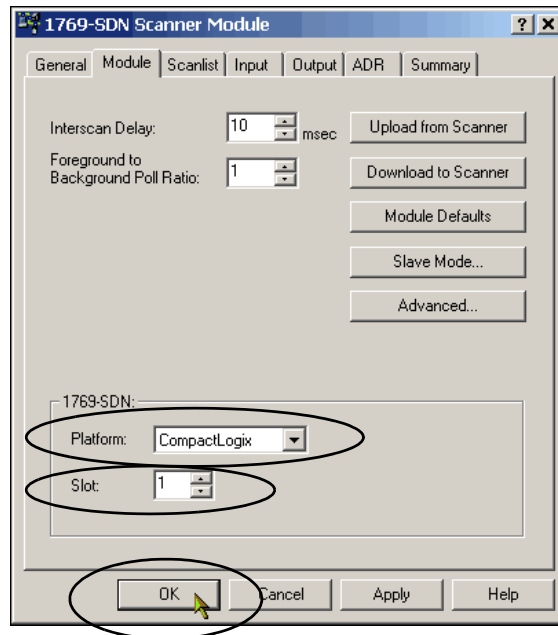 1769-SDN Scanner Module
General Module Scanlist Input Output ADR Summary
Interscan Delay: 10 msec Upload from Scanner
Foreground to
Background Poll Ratio: 1 Download to Scanner
Module Defaults
Slave Mode...
Advanced...
1769-SDN:
Platform: CompactLogix
Slot: 1
OK Cancel Apply Help